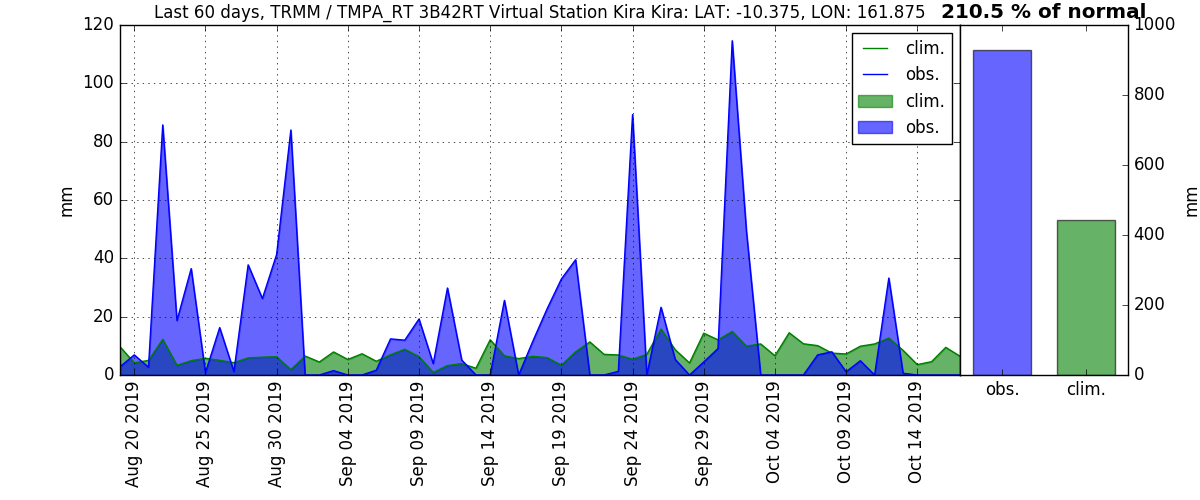 Last 60 days, TRMM / TMPA_RT 3B42RT Virtual Station Kira Kira: LAT: -10.375, LON: 161.875
210.5 % of normal
120
100
80
60
40
20
0
mm
clim.
obs.
clim.
obs.
1000
800
600
400
200
0
mm
Aug 20 2019
Aug 25 2019
Aug 30 2019
Sep 04 2019
Sep 09 2019
Sep 14 2019
Sep 19 2019
Sep 24 2019
Sep 29 2019
Oct 04 2019
Oct 09 2019
Oct 14 2019
obs.
clim.